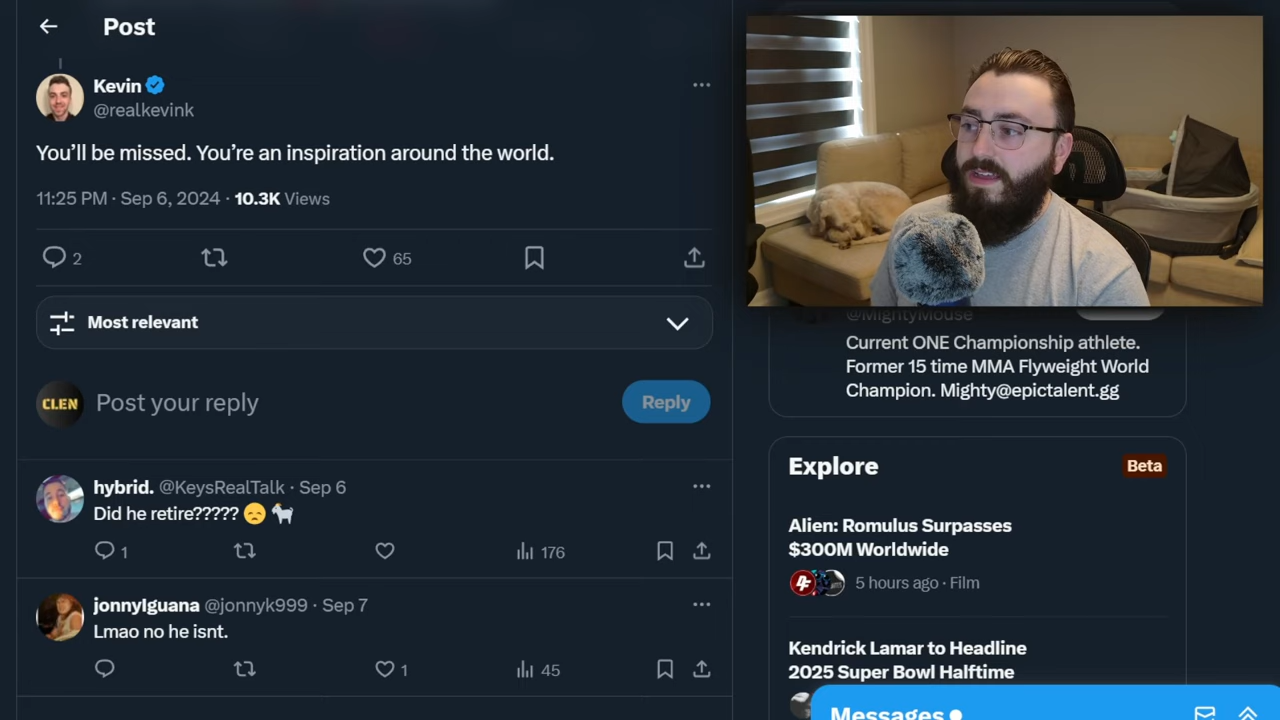 Post
Kevin
@realkevink
You’ll be missed. You’re an inspiration around the world.
11:25 PM · Sep 6, 2024 · 10.3K Views
2
65
Most relevant
CLEN
Post your reply
Reply
hybrid. @KeysRealTalk · Sep 6
Did he retire????? 😞 🐐
1
176
jonnyIguana @jonnyk999 · Sep 7
Lmao no he isnt.
1
45
@MightyMouse
Current ONE Championship athlete.
Former 15 time MMA Flyweight World
Champion. Mighty@epictalent.gg
Explore
Beta
Alien: Romulus Surpasses
$300M Worldwide
5 hours ago · Film
Kendrick Lamar to Headline
2025 Super Bowl Halftime
Messages